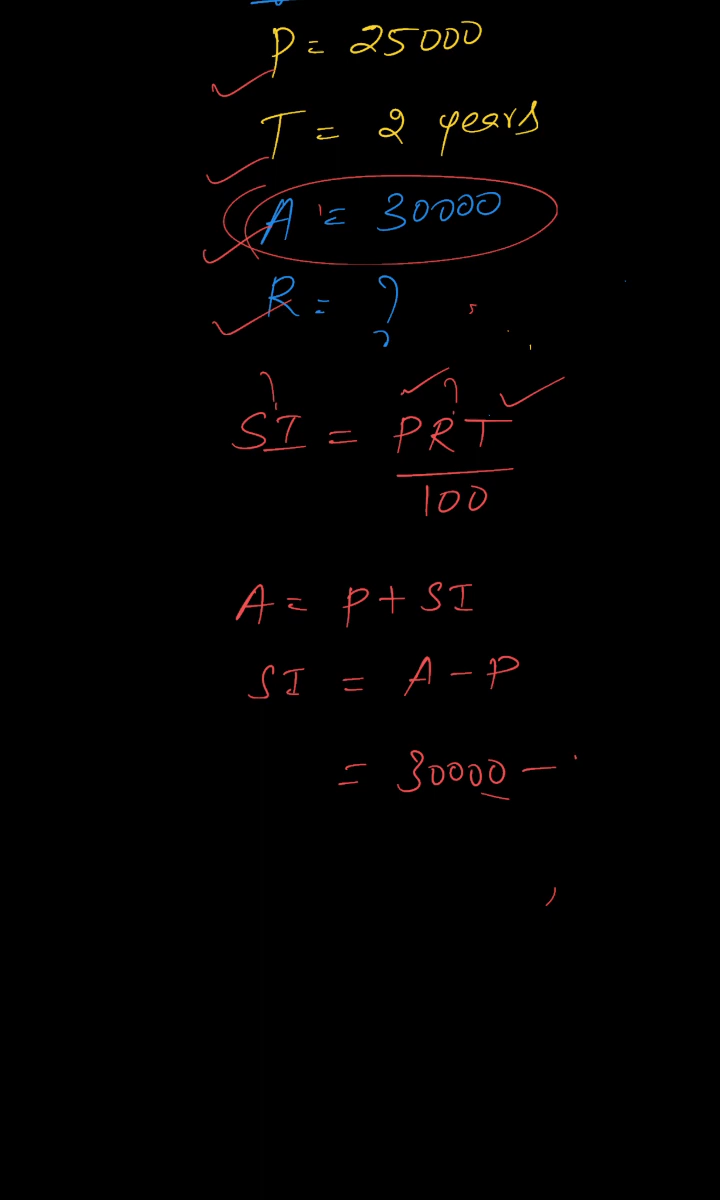 P = 25000
T = 2 years
A = 30000
R = ?
? ?
SI = PRT
100
A = P + SI
SI = A - P
= 30000 -